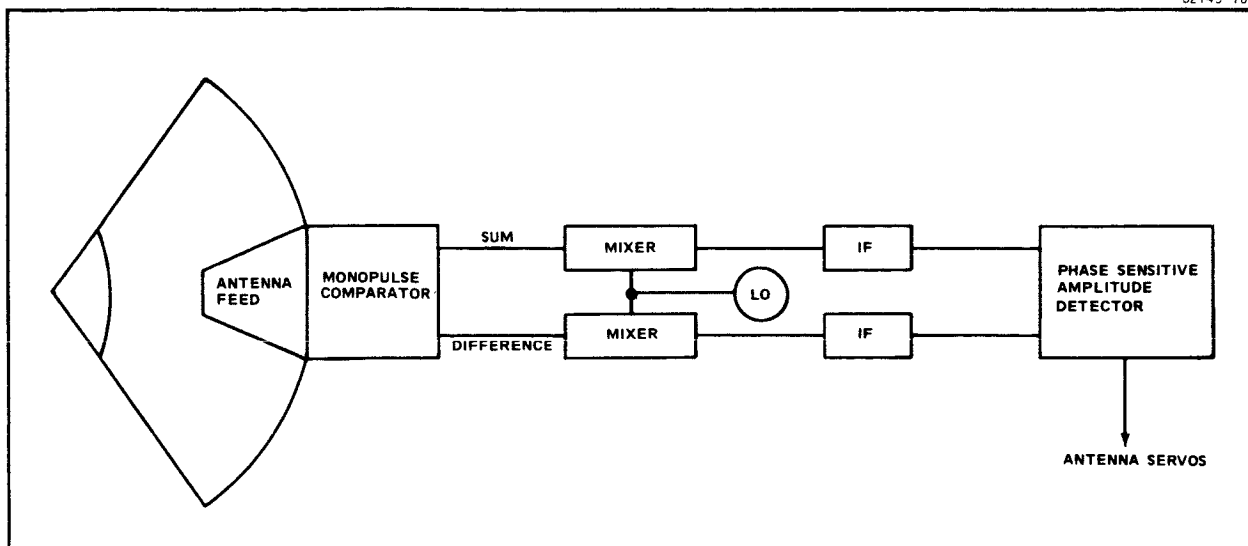 ANTENNA
FEED
MONOPULSE
COMPARATOR
SUM
DIFFERENCE
MIXER
MIXER
LO
IF
IF
PHASE SENSITIVE
AMPLITUDE
DETECTOR
ANTENNA SERVOS